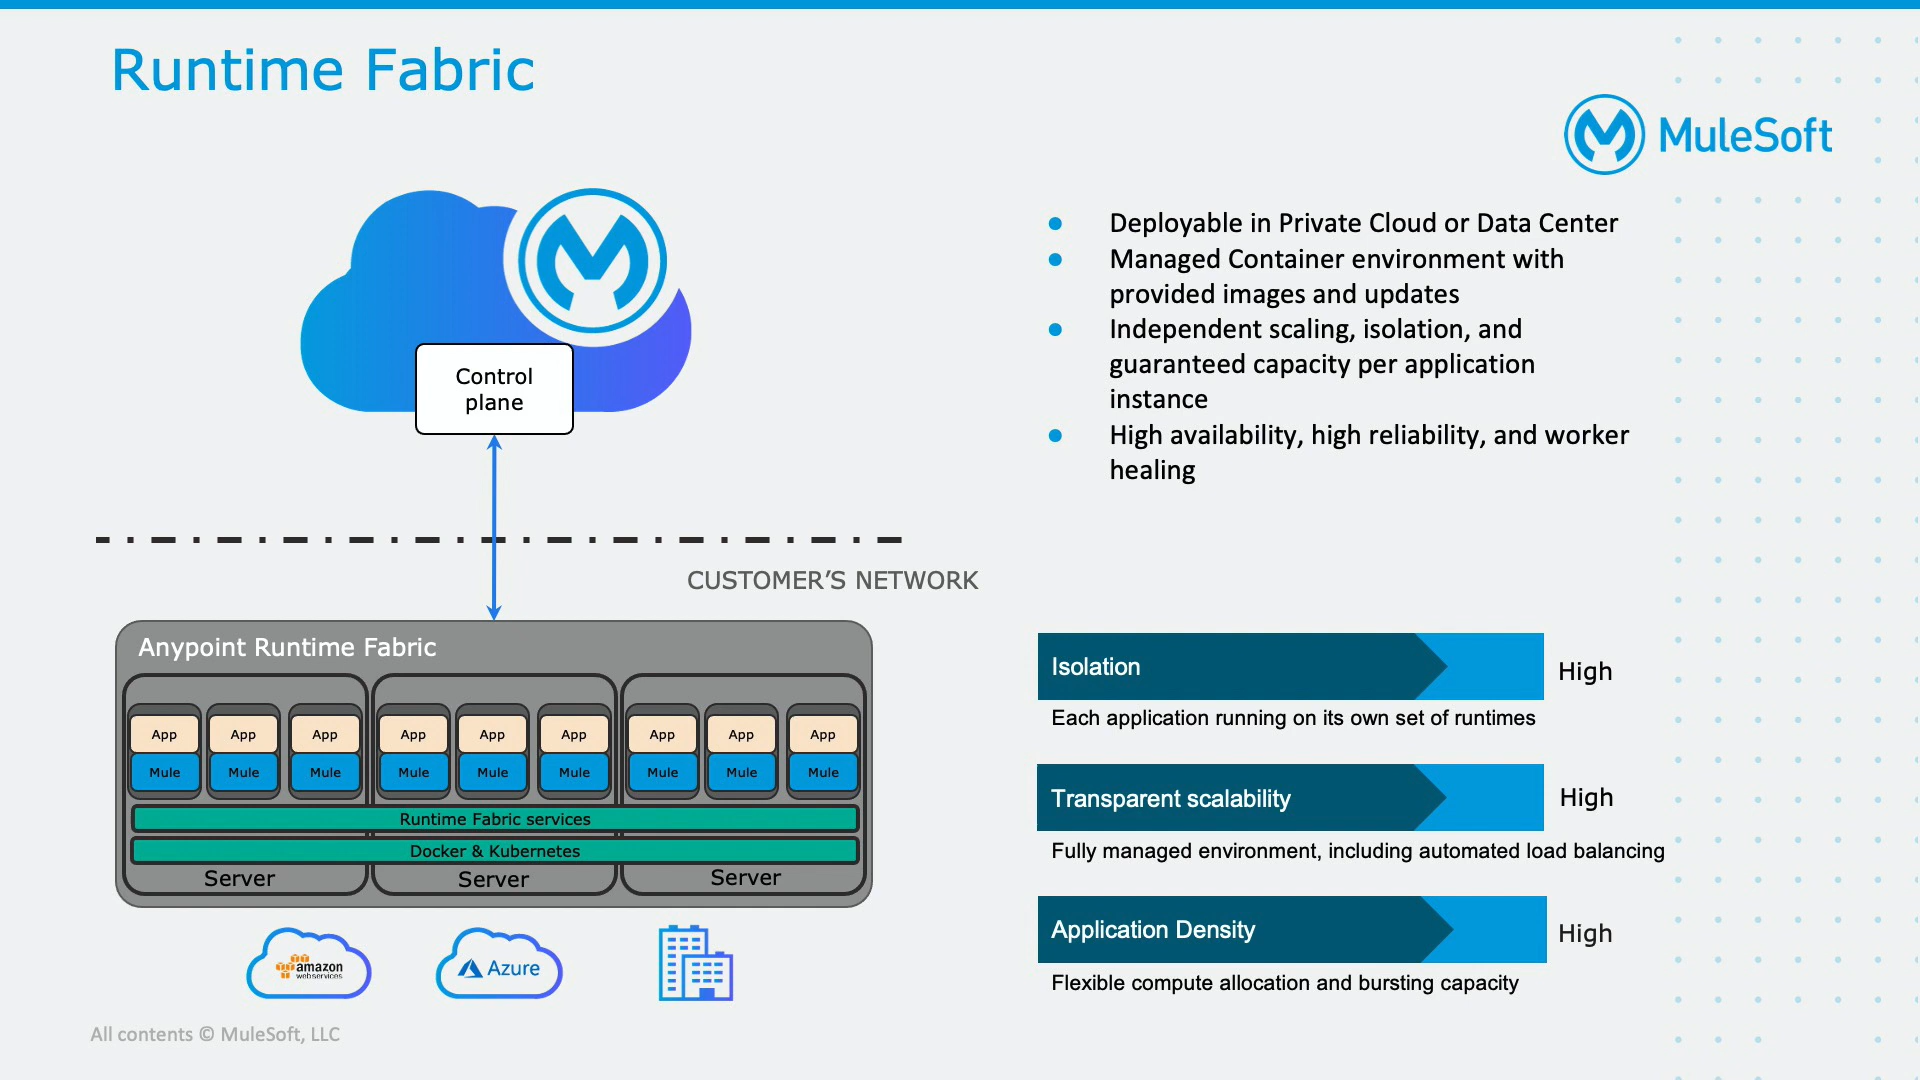 Runtime Fabric
MuleSoft
Deployable in Private Cloud or Data Center
Managed Container environment with
provided images and updates
Independent scaling, isolation, and
guaranteed capacity per application
instance
High availability, high reliability, and worker
healing
Control
plane
CUSTOMER’S NETWORK
Anypoint Runtime Fabric
App App App App App App App App App
Mule Mule Mule Mule Mule Mule Mule Mule Mule
Runtime Fabric services
Docker & Kubernetes
Server Server Server
amazon
webservices
Azure
Isolation
High
Each application running on its own set of runtimes
Transparent scalability
High
Fully managed environment, including automated load balancing
Application Density
High
Flexible compute allocation and bursting capacity
All contents © MuleSoft, LLC